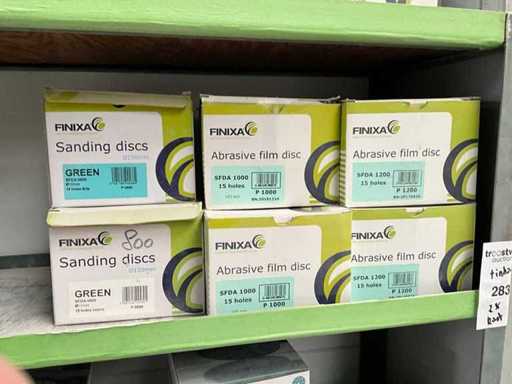 FINIXA
Sanding discs
GREEN
FINIXA
Abrasive film disc
SFDA 1000
15 holes
P 1000
FINIXA
Abrasive film disc
SFDA 1200
15 holes
P 1200
FINIXA
800
Sanding discs
GREEN
FINIXA
Abrasive film disc
SFDA 1000
15 holes
P 1000
FINIXA
Abrasive film disc
SFDA 1200
15 holes
P 1200
283
2x